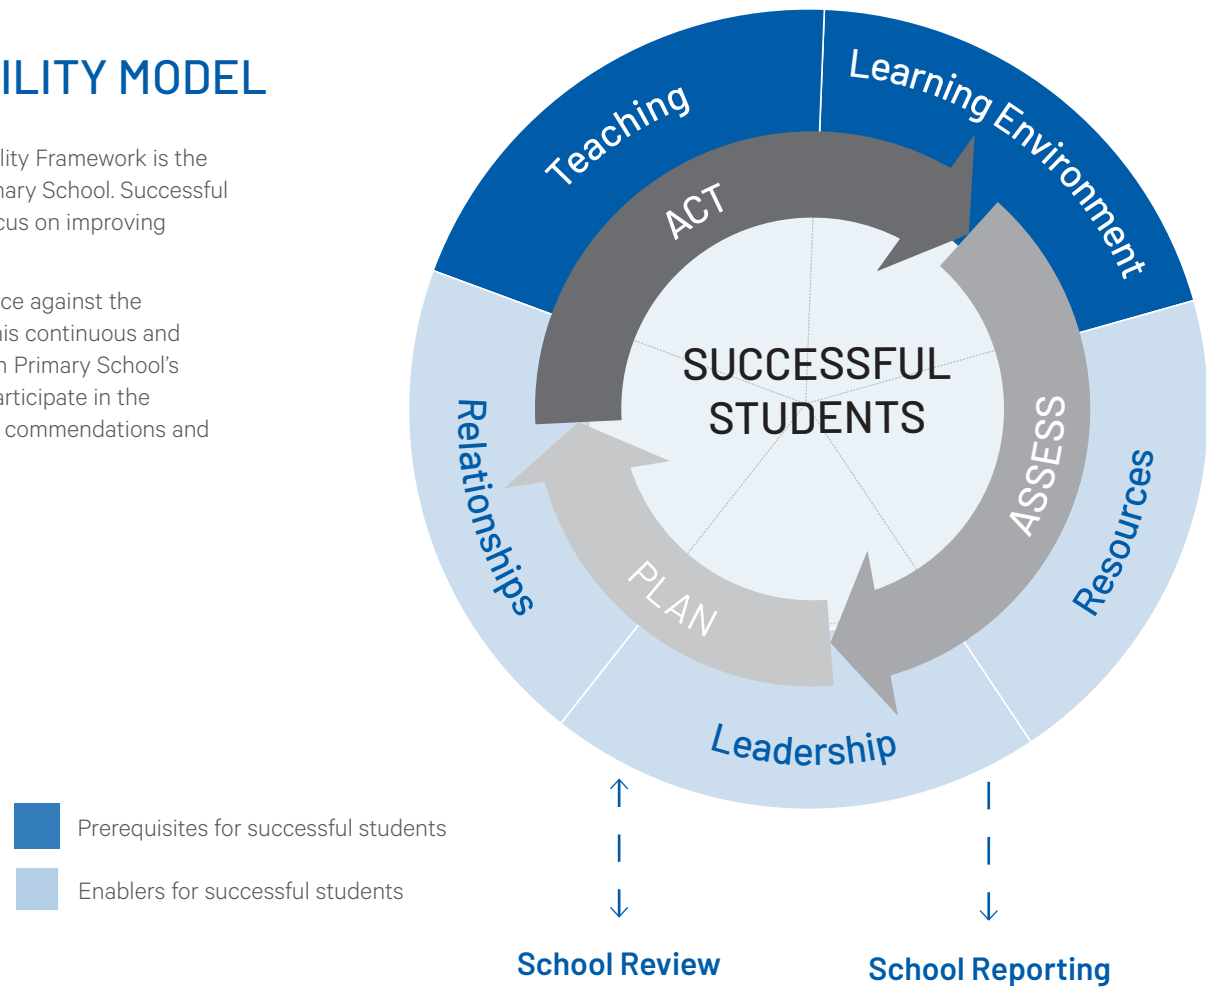 ILITY MODEL
lity Framework is the
nary School. Successful
cus on improving
ce against the
his continuous and
n Primary School's
articipate in the
commendations and
Teaching
Learning Environment
ACT
SUCCESSFUL
STUDENTS
ASSESS
Relationships
Resources
PLAN
Leadership
Prerequisites for successful students
Enablers for successful students
School Review
School Reporting